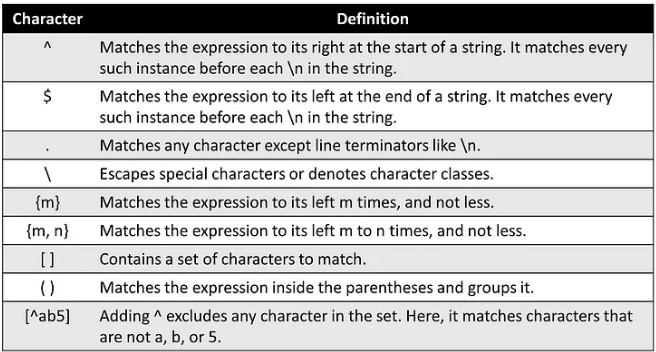 Character Definition
^ Matches the expression to its right at the start of a string. It matches every
such instance before each \n in the string.
$ Matches the expression to its left at the end of a string. It matches every
such instance before each \n in the string.
. Matches any character except line terminators like \n.
\ Escapes special characters or denotes character classes.
{m} Matches the expression to its left m times, and not less.
{m, n} Matches the expression to its left m to n times, and not less.
[ ] Contains a set of characters to match.
( ) Matches the expression inside the parentheses and groups it.
[^ab5] Adding ^ excludes any character in the set. Here, it matches characters that
are not a, b, or 5.